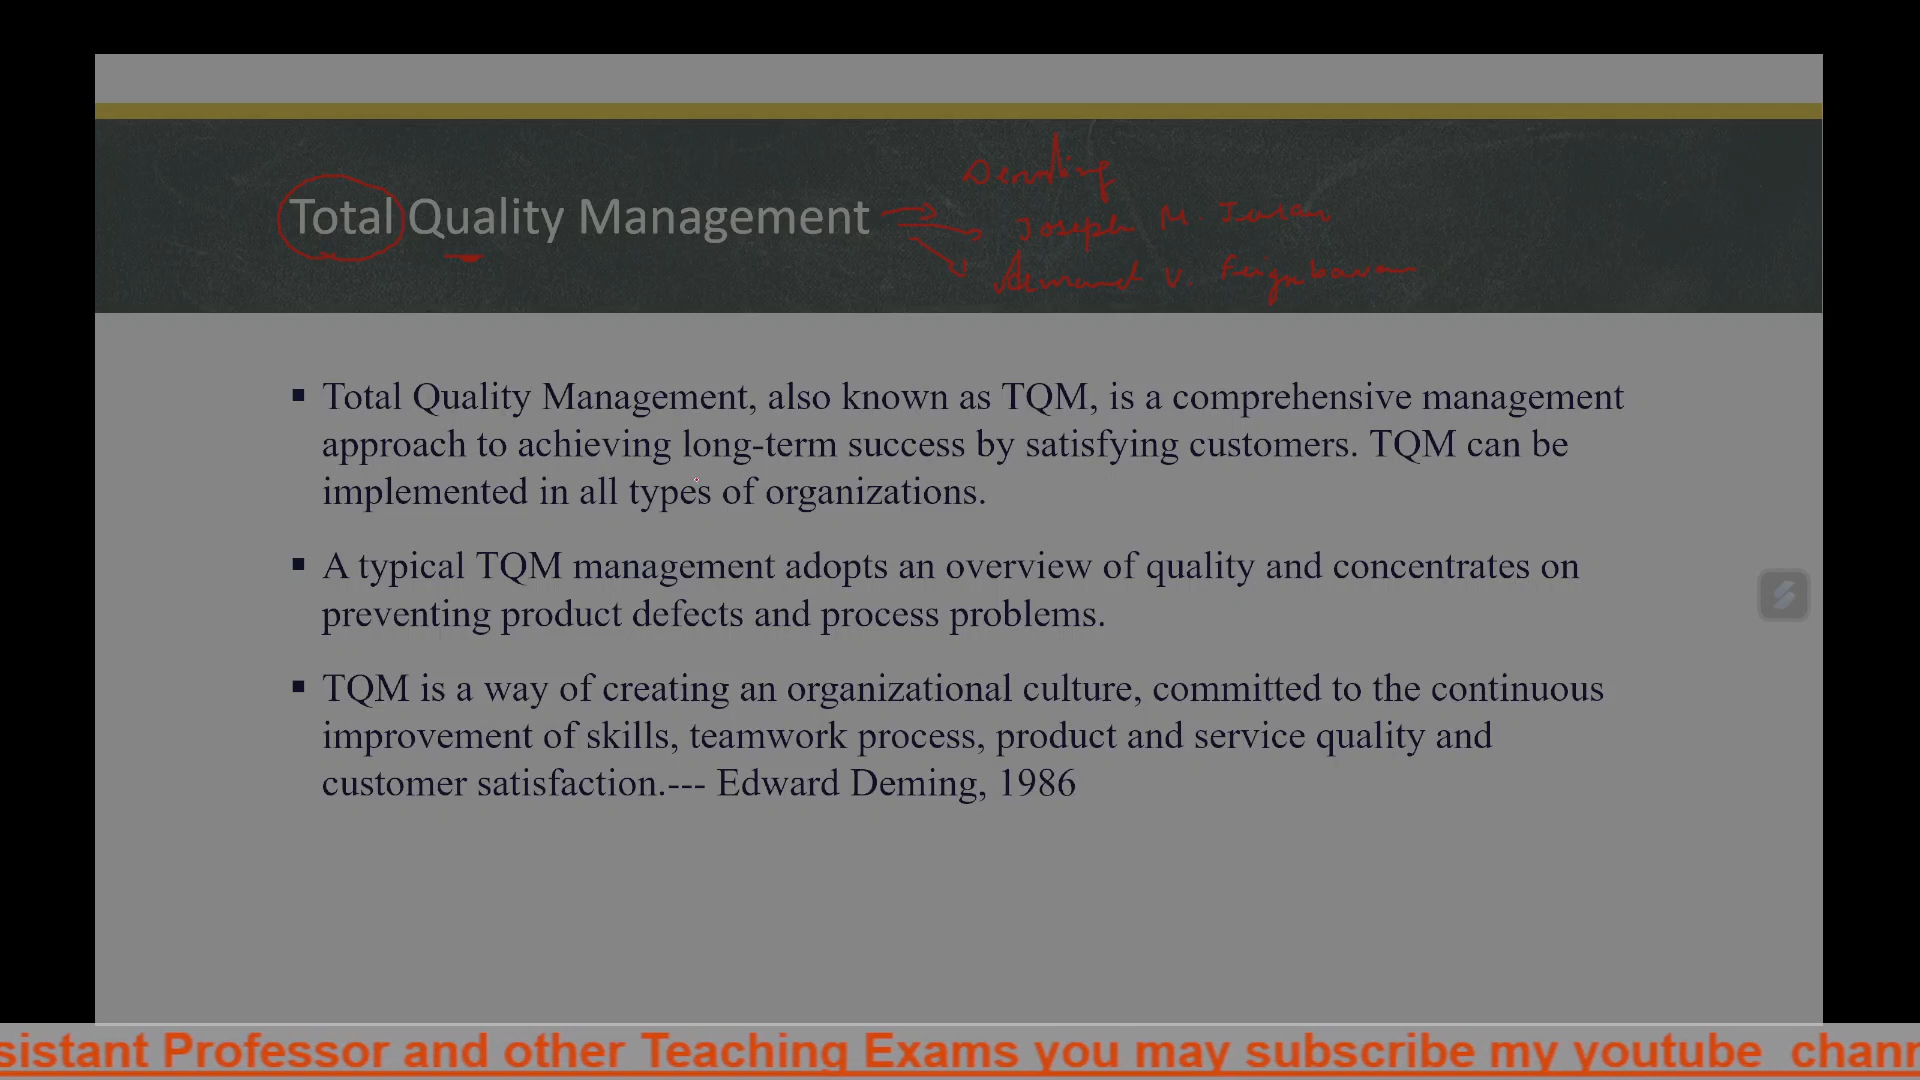 Deming
Total Quality Management
Joseph M. Juran
Armand V. Feigenbaum
▪ Total Quality Management, also known as TQM, is a comprehensive management
approach to achieving long-term success by satisfying customers. TQM can be
implemented in all types of organizations.
▪ A typical TQM management adopts an overview of quality and concentrates on
preventing product defects and process problems.
▪ TQM is a way of creating an organizational culture, committed to the continuous
improvement of skills, teamwork process, product and service quality and
customer satisfaction.--- Edward Deming, 1986
sistant Professor and other Teaching Exams you may subscribe my youtube chann